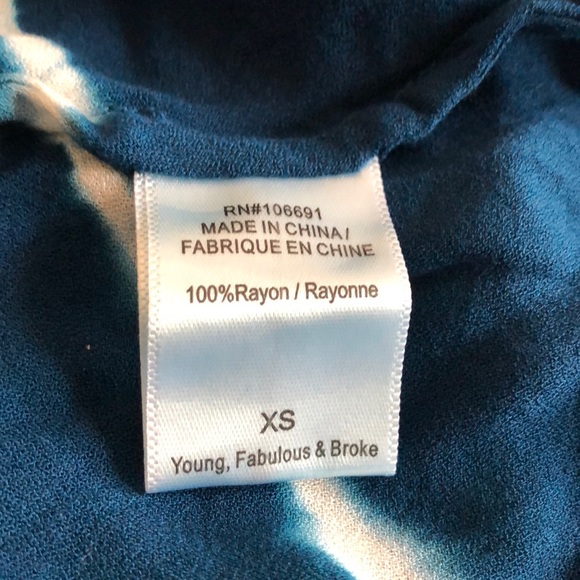 RN#106691
MADE IN CHINA/
FABRIQUE EN CHINE
100%Rayon / Rayonne
XS
Young, Fabulous & Broke